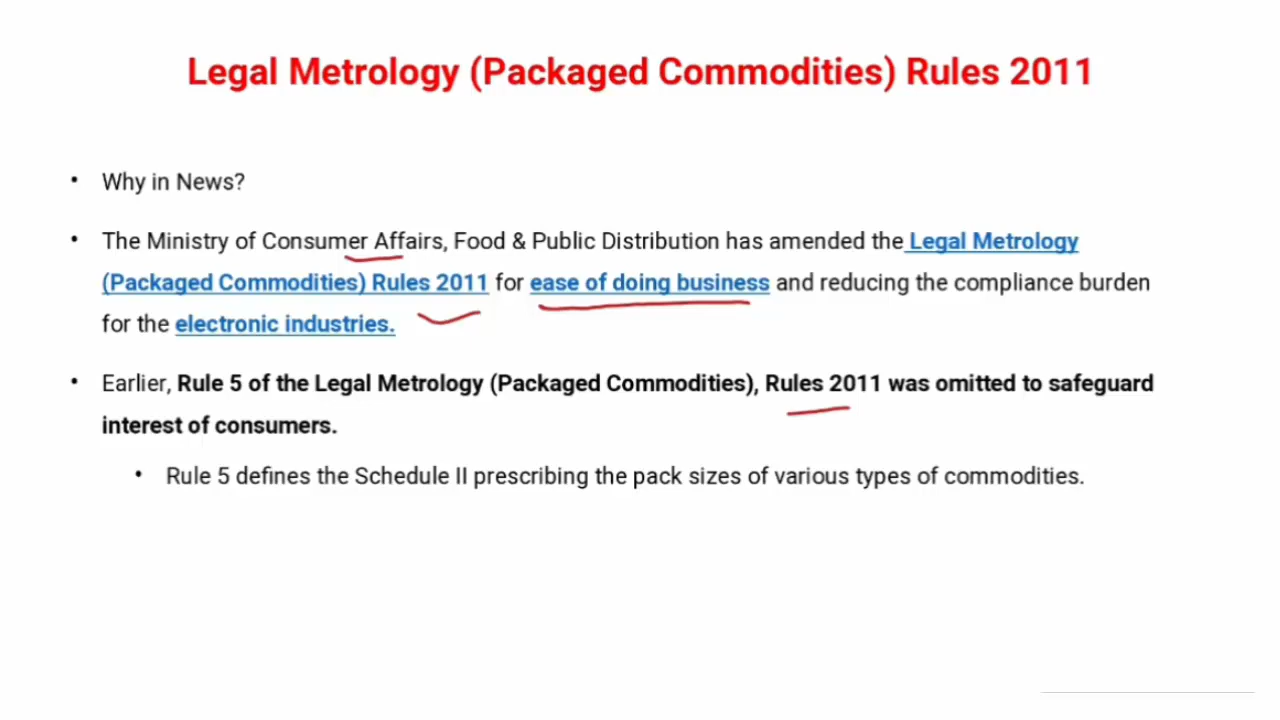 Legal Metrology (Packaged Commodities) Rules 2011
• Why in News?
• The Ministry of Consumer Affairs, Food & Public Distribution has amended the Legal Metrology
(Packaged Commodities) Rules 2011 for ease of doing business and reducing the compliance burden
for the electronic industries.
• Earlier, Rule 5 of the Legal Metrology (Packaged Commodities), Rules 2011 was omitted to safeguard
interest of consumers.
• Rule 5 defines the Schedule II prescribing the pack sizes of various types of commodities.